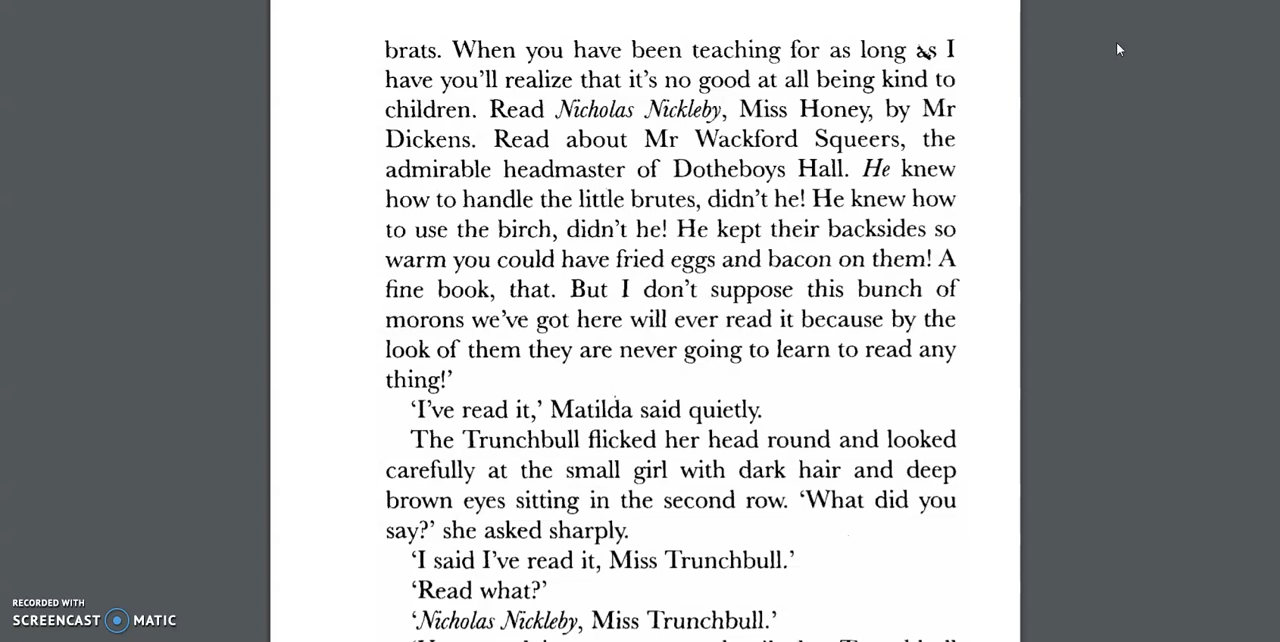 brats. When you have been teaching for as long as I
have you'll realize that it's no good at all being kind to
children. Read Nicholas Nickleby, Miss Honey, by Mr
Dickens. Read about Mr Wackford Squeers, the
admirable headmaster of Dotheboys Hall. He knew
how to handle the little brutes, didn't he! He knew how
to use the birch, didn't he! He kept their backsides so
warm you could have fried eggs and bacon on them! A
fine book, that. But I don't suppose this bunch of
morons we've got here will ever read it because by the
look of them they are never going to learn to read any
thing!'
'I've read it,' Matilda said quietly.
The Trunchbull flicked her head round and looked
carefully at the small girl with dark hair and deep
brown eyes sitting in the second row. 'What did you
say?' she asked sharply.
'I said I've read it, Miss Trunchbull.'
'Read what?'
'Nicholas Nickleby, Miss Trunchbull.'
RECORDED WITH
SCREENCAST MATIC